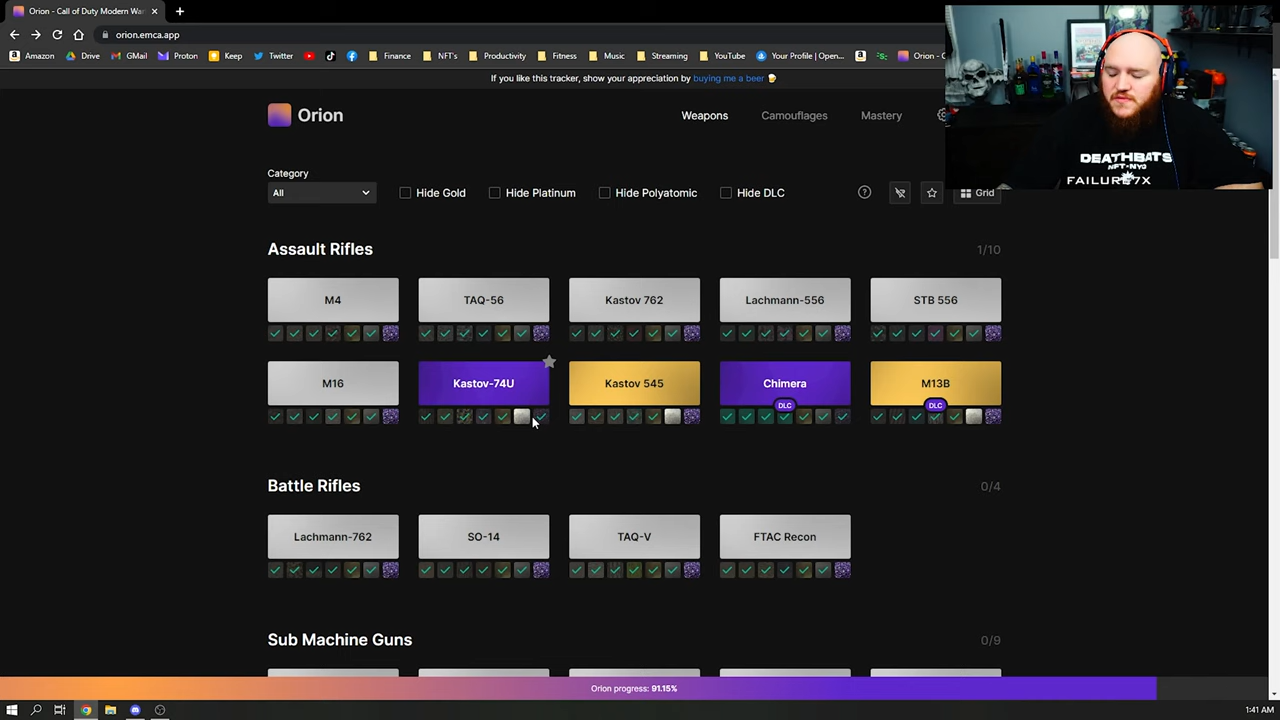 Orion - Call of Duty Modern War
orion.emca.app
Amazon Drive GMail Proton Keep Twitter Finance NFT's Productivity Fitness Music Streaming YouTube Your Profile | Open... Orion - C
If you like this tracker, show your appreciation by buying me a beer
Orion
Weapons Camouflages Mastery
DEATHBATS
NFT•NYC
FAILURE7X
Category
All
Hide Gold Hide Platinum Hide Polyatomic Hide DLC
Grid
Assault Rifles 1/10
M4 TAQ-56 Kastov 762 Lachmann-556 STB 556
M16 Kastov-74U Kastov 545 Chimera M13B
DLC DLC
Battle Rifles 0/4
Lachmann-762 SO-14 TAQ-V FTAC Recon
Sub Machine Guns 0/9
Orion progress: 91.15%
1:41 AM